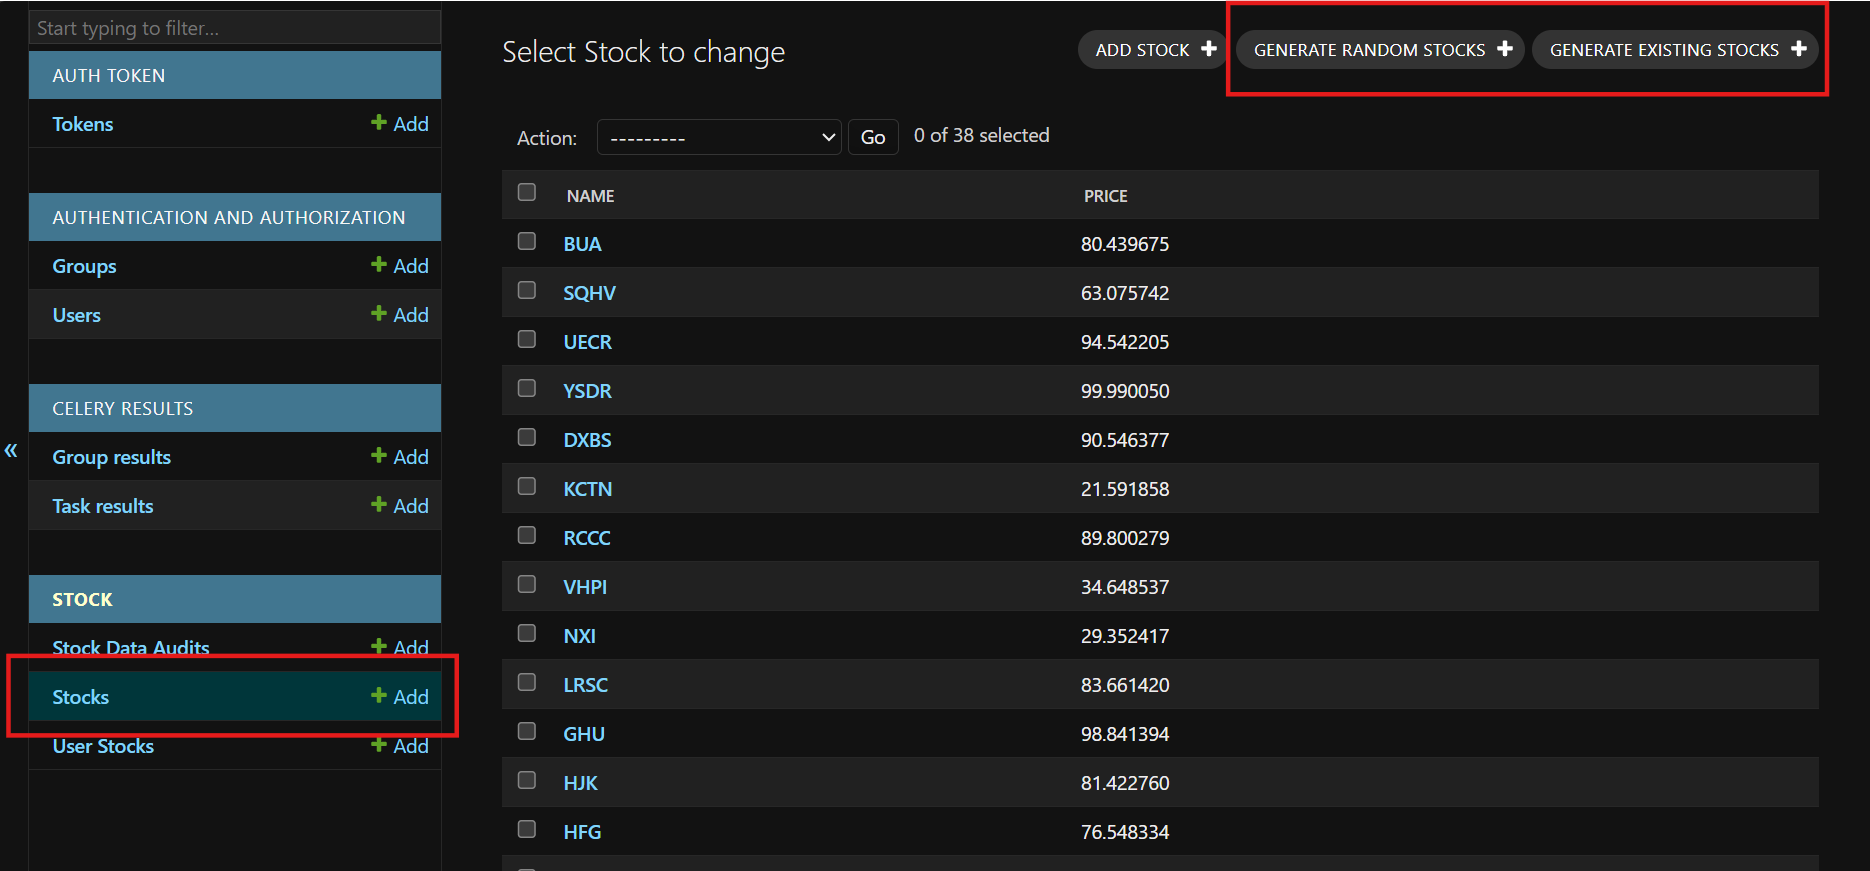 Start typing to filter...
AUTH TOKEN
Tokens Add
AUTHENTICATION AND AUTHORIZATION
Groups Add
Users Add
CELERY RESULTS
Group results Add
Task results Add
STOCK
Stock Data Audits Add
Stocks Add
User Stocks Add
«
Select Stock to change
ADD STOCK
GENERATE RANDOM STOCKS
GENERATE EXISTING STOCKS
Action: --------- Go 0 of 38 selected
NAME PRICE
BUA 80.439675
SQHV 63.075742
UECR 94.542205
YSDR 99.990050
DXBS 90.546377
KCTN 21.591858
RCCC 89.800279
VHPI 34.648537
NXI 29.352417
LRSC 83.661420
GHU 98.841394
HJK 81.422760
HFG 76.548334